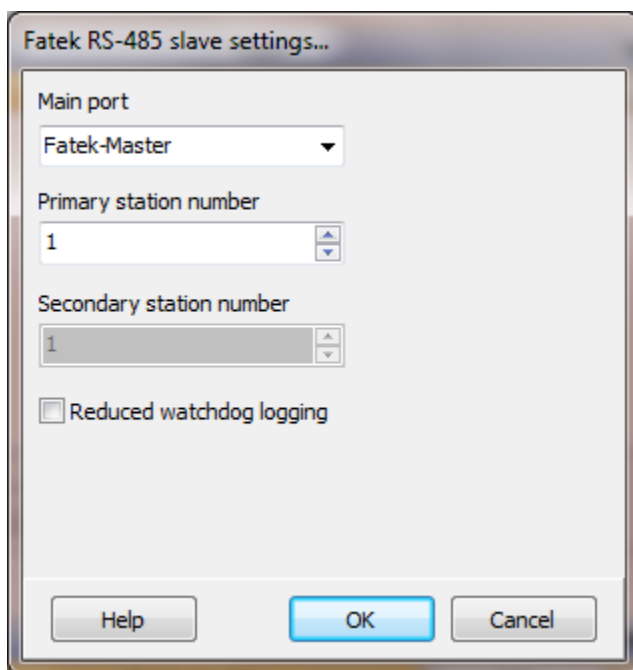 Fatek RS-485 slave settings...
Main port
Fatek-Master
Primary station number
1
Secondary station number
1
Reduced watchdog logging
Help
OK
Cancel